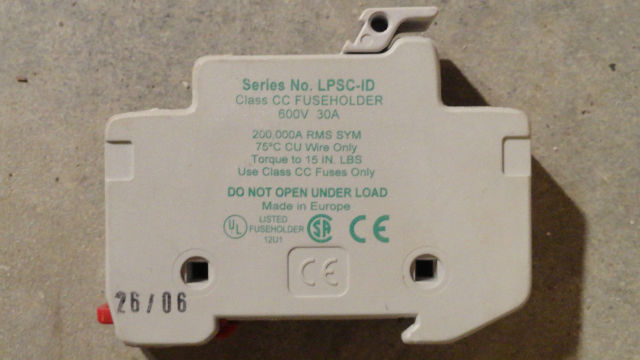 Series No. LPSC-ID
Class CC FUSEHOLDER
600V 30A
200,000A RMS SYM
75°C CU Wire Only
Torque to 15 IN. LBS
Use Class CC Fuses Only
DO NOT OPEN UNDER LOAD
Made in Europe
UL
LISTED
FUSEHOLDER
12U1
SA
CE
CE
26/06